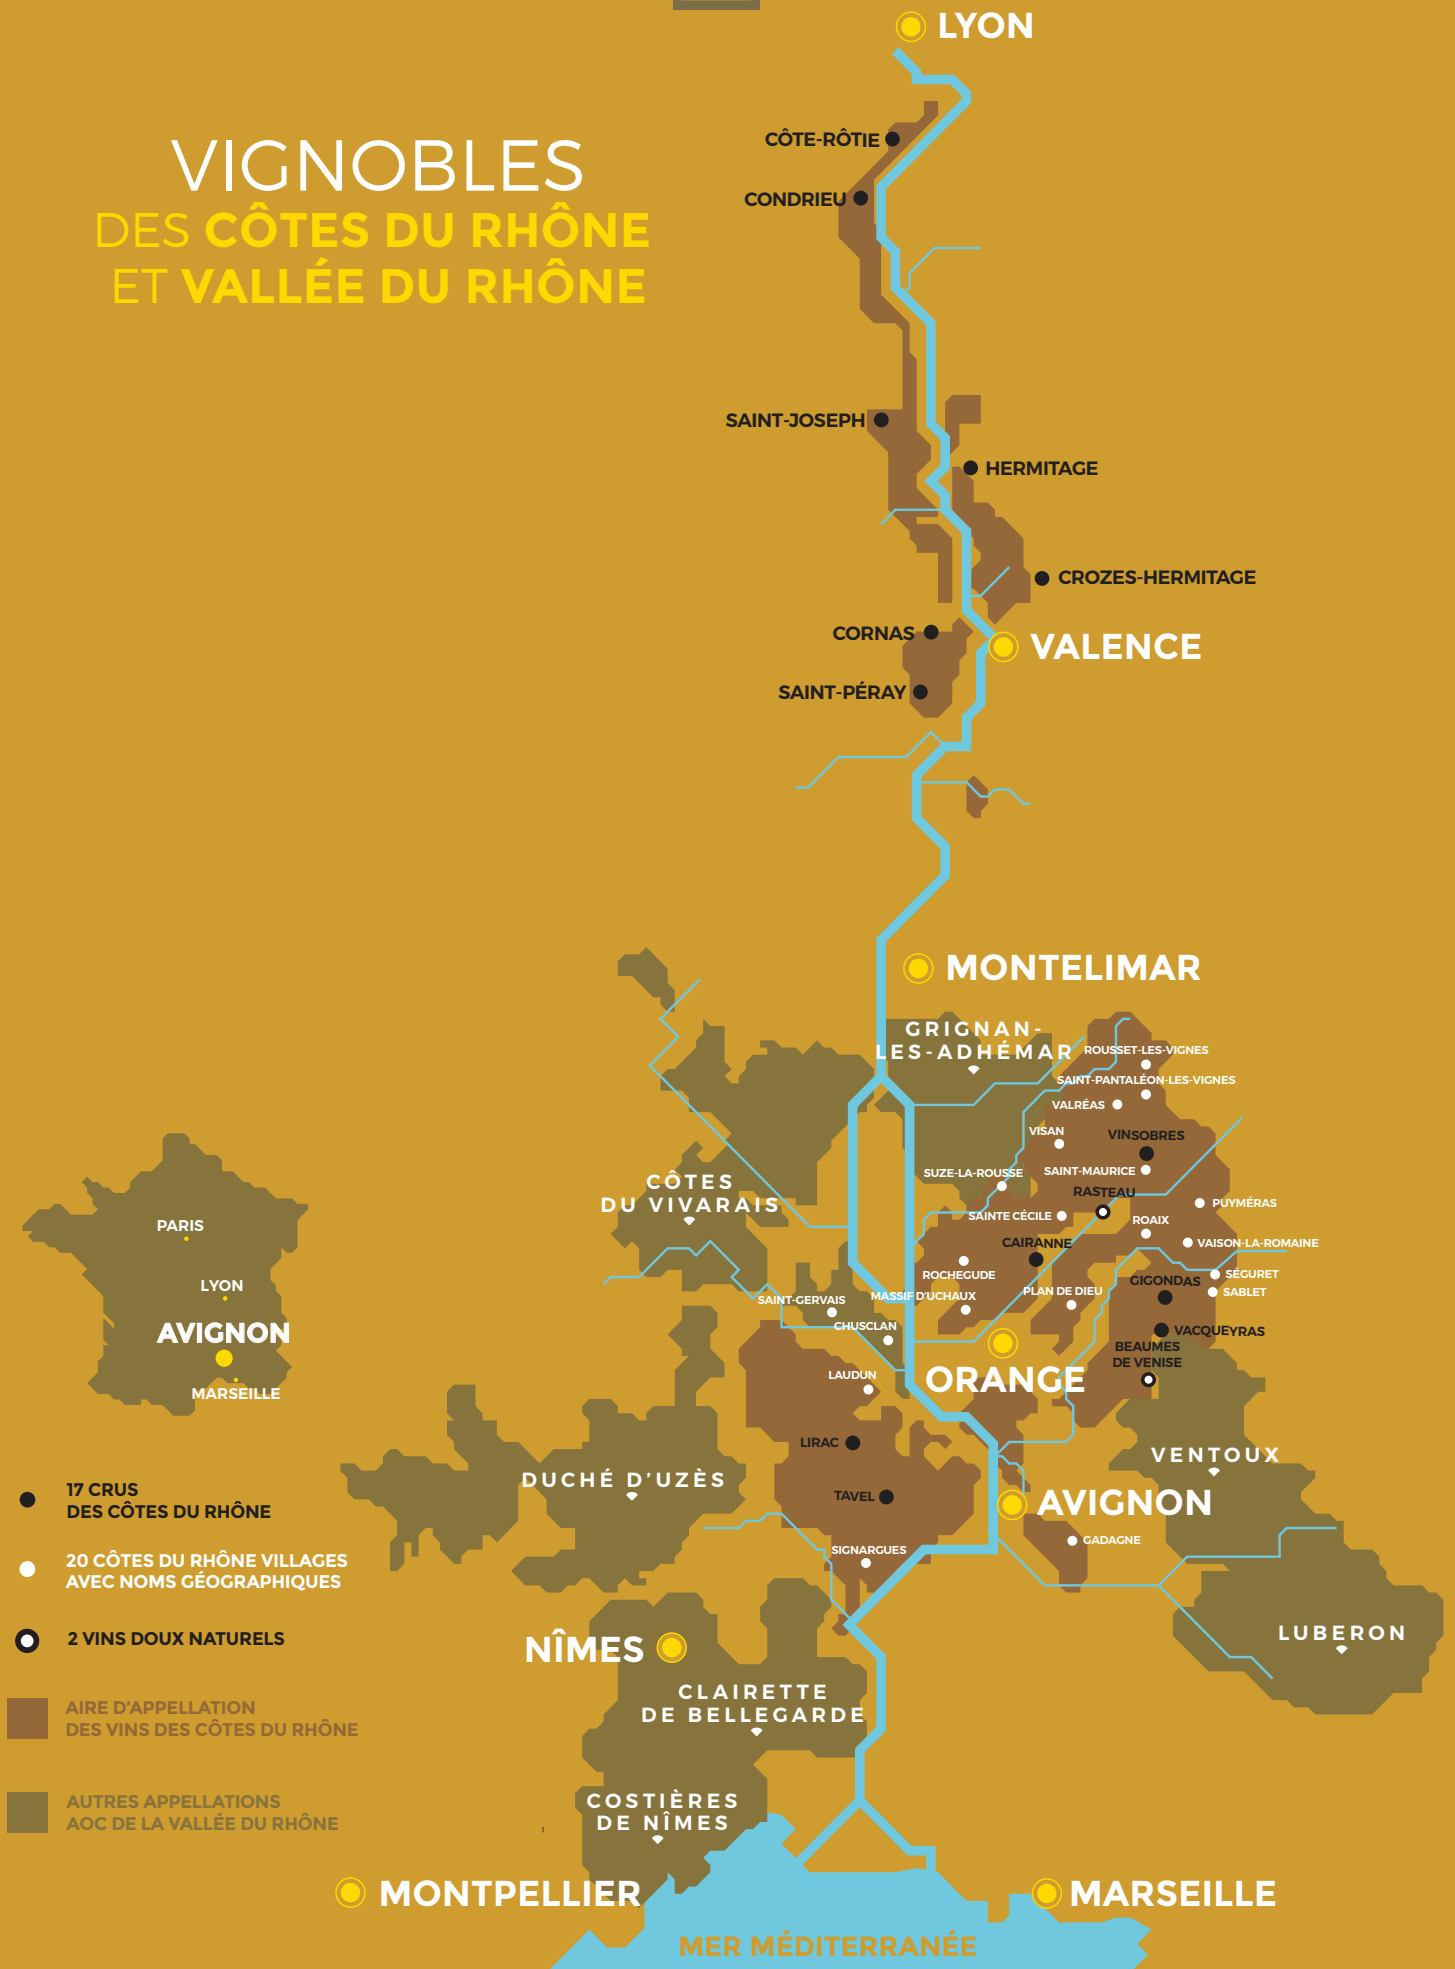 LYON
VIGNOBLES
DES CÔTES DU RHÔNE
ET VALLÉE DU RHÔNE
CÔTE-RÔTIE
CONDRIEU
SAINT-JOSEPH
HERMITAGE
CROZES-HERMITAGE
CORNAS
VALENCE
SAINT-PÉRAY
MONTELIMAR
GRIGNAN-
LES-ADHÉMAR
ROUSSET-LES-VIGNES
SAINT-PANTALÉON-LES-VIGNES
VALRÉAS
VISAN
VINSOBRES
SUZE-LA-ROUSSE
SAINT-MAURICE
CÔTES
DU VIVARAIS
RASTEAU
PUYMÉRAS
SAINTE CÉCILE
ROAIX
CAIRANNE
VAISON-LA-ROMAINE
ROCHEGUDE
SÉGURET
GIGONDAS
SABLET
PLAN DE DIEU
MASSIF D'UCHAUX
SAINT-GERVAIS
CHUSCLAN
VACQUEYRAS
BEAUMES
DE VENISE
LAUDUN
ORANGE
LIRAC
VENTOUX
DUCHÉ D'UZÈS
TAVEL
AVIGNON
GADAGNE
SIGNARGUES
LUBERON
NÎMES
CLAIRETTE
DE BELLEGARDE
COSTIÈRES
DE NÎMES
MONTPELLIER
MARSEILLE
MER MÉDITERRANÉE
PARIS
LYON
AVIGNON
MARSEILLE
17 CRUS
DES CÔTES DU RHÔNE
20 CÔTES DU RHÔNE VILLAGES
AVEC NOMS GÉOGRAPHIQUES
2 VINS DOUX NATURELS
AIRE D'APPELLATION
DES VINS DES CÔTES DU RHÔNE
AUTRES APPELLATIONS
AOC DE LA VALLÉE DU RHÔNE